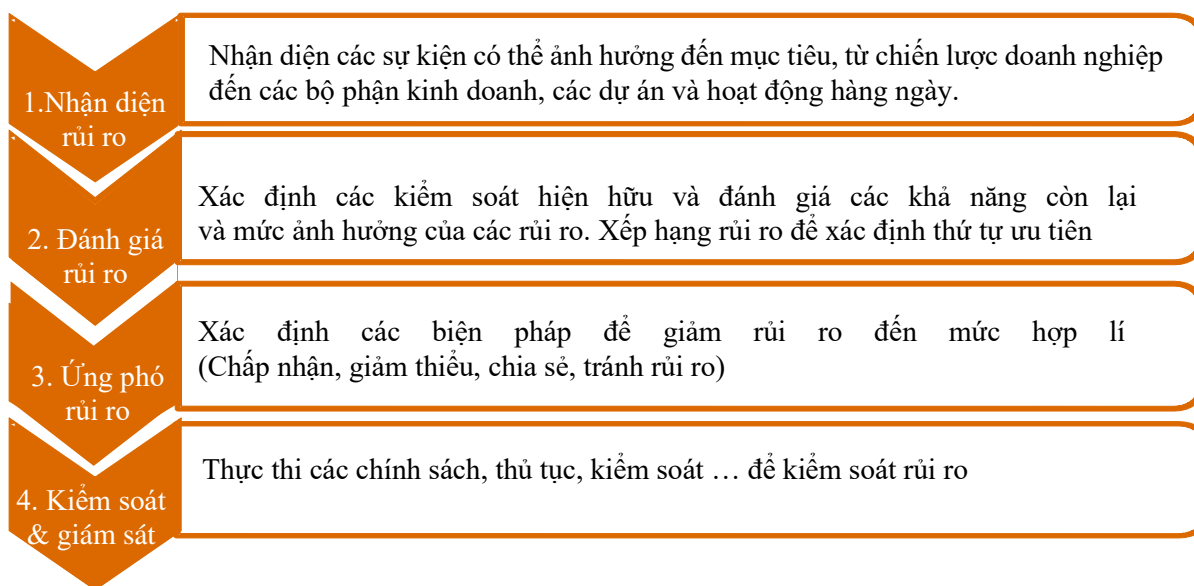 1.Nhận diện
rủi ro
Nhận diện các sự kiện có thể ảnh hưởng đến mục tiêu, từ chiến lược doanh nghiệp
đến các bộ phận kinh doanh, các dự án và hoạt động hàng ngày.
2. Đánh giá
rủi ro
Xác định các kiểm soát hiện hữu và đánh giá các khả năng còn lại
và mức ảnh hưởng của các rủi ro. Xếp hạng rủi ro để xác định thứ tự ưu tiên
3. Ứng phó
rủi ro
Xác định các biện pháp để giảm rủi ro đến mức hợp lí
(Chấp nhận, giảm thiểu, chia sẻ, tránh rủi ro)
4. Kiểm soát
& giám sát
Thực thi các chính sách, thủ tục, kiểm soát … để kiểm soát rủi ro